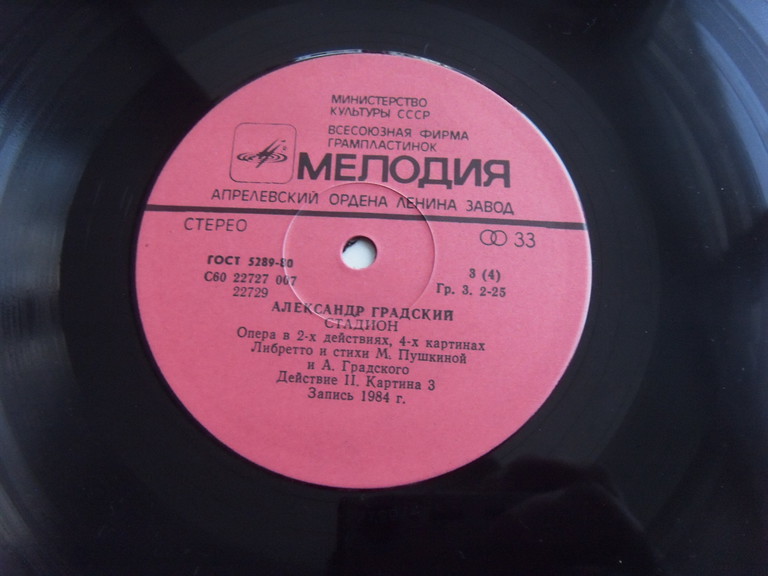 МИНИСТЕРСТВО
КУЛЬТУРЫ СССР
ВСЕСОЮЗНАЯ ФИРМА
ГРАМПЛАСТИНОК
МЕЛОДИЯ
АПРЕЛЕВСКИЙ ОРДЕНА ЛЕНИНА ЗАВОД
СТЕРЕО 33
ГОСТ 5289-80
С60 22727 007 3 (4)
22729 Гр. 3. 2-25
АЛЕКСАНДР ГРАДСКИЙ
СТАДИОН
Опера в 2-х действиях, 4-х картинах
Либретто и стихи М. Пушкиной
и А. Градского
Действие II. Картина 3
Запись 1984 г.